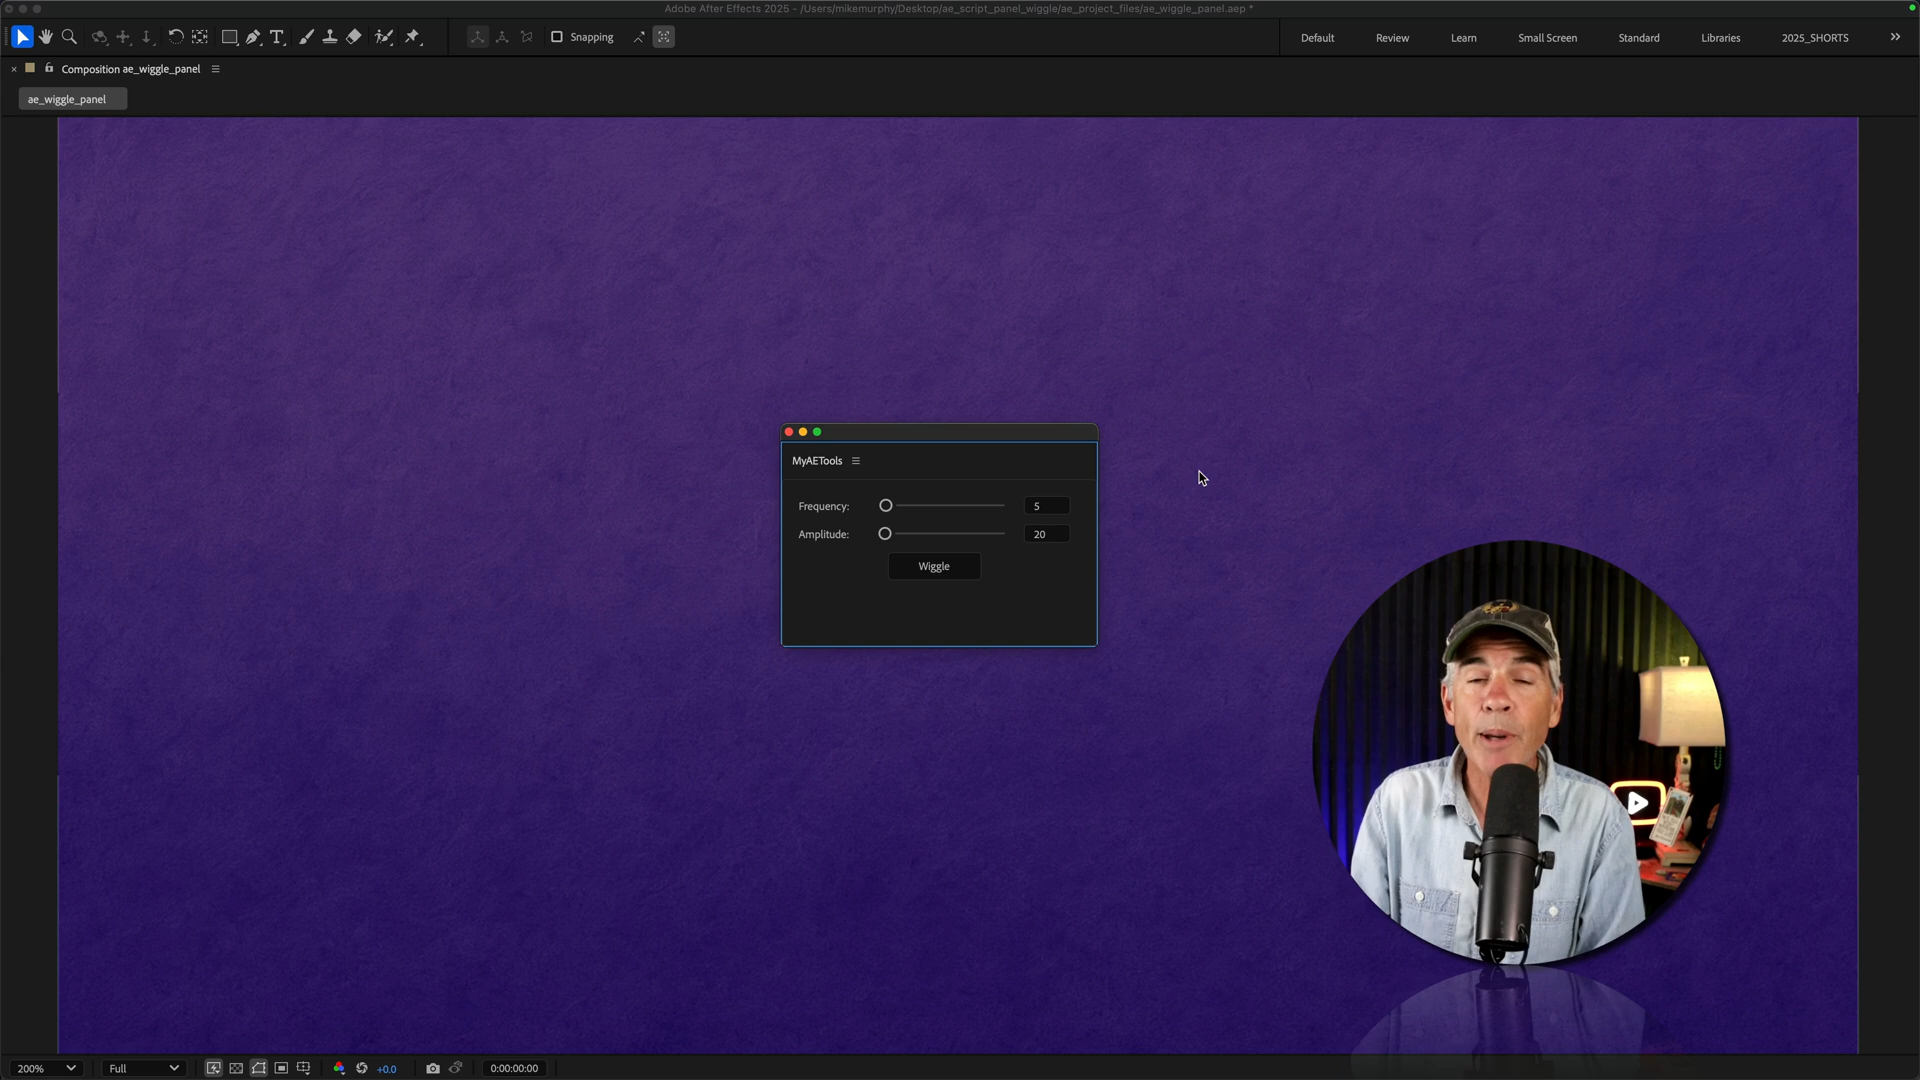 Adobe After Effects 2025 - /Users/mikemurphy/Desktop/ae_script_panel_wiggle/ae_project_files/ae_wiggle_panel.aep *
Snapping
Default
Review
Learn
Small Screen
Standard
Libraries
2025_SHORTS
Composition ae_wiggle_panel
ae_wiggle_panel
MyAETools
Frequency: 5
Amplitude: 20
Wiggle
200%
Full
+0.0
0:00:00:00